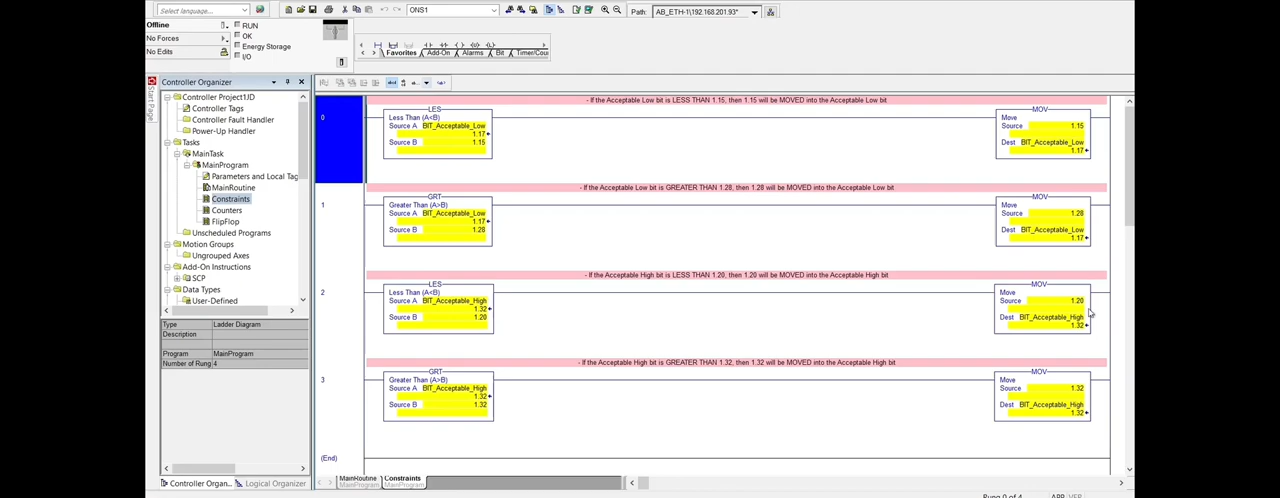 Select language...
ONS1
Path: AB_ETH-1\192.168.201.93*
Offline
RUN
No Forces
OK
No Edits
Energy Storage
I/O
Favorites Add-On Alarms Bit Timer/Cou
Start Page
Controller Organizer
Controller Project1JD
Controller Tags
Controller Fault Handler
Power-Up Handler
Tasks
MainTask
MainProgram
Parameters and Local Tag
MainRoutine
Constraints
Counters
FlipFlop
Unscheduled Programs
Motion Groups
Ungrouped Axes
Add-On Instructions
SCP
Data Types
User-Defined
Type Ladder Diagram
Description
Program MainProgram
Number of Rung 4
Controller Organ...
Logical Organizer
- If the Acceptable Low bit is LESS THAN 1.15, then 1.15 will be MOVED into the Acceptable Low bit
0
LES
Less Than (A<B)
Source A BIT_Acceptable_Low
1.17
Source B 1.15
MOV
Move
Source 1.15
Dest BIT_Acceptable_Low
1.17
- If the Acceptable Low bit is GREATER THAN 1.28, then 1.28 will be MOVED into the Acceptable Low bit
1
GRT
Greater Than (A>B)
Source A BIT_Acceptable_Low
1.17
Source B 1.28
MOV
Move
Source 1.28
Dest BIT_Acceptable_Low
1.17
- If the Acceptable High bit is LESS THAN 1.20, then 1.20 will be MOVED into the Acceptable High bit
2
LES
Less Than (A<B)
Source A BIT_Acceptable_High
1.32
Source B 1.20
MOV
Move
Source 1.20
Dest BIT_Acceptable_High
1.32
- If the Acceptable High bit is GREATER THAN 1.32, then 1.32 will be MOVED into the Acceptable High bit
3
GRT
Greater Than (A>B)
Source A BIT_Acceptable_High
1.32
Source B 1.32
MOV
Move
Source 1.32
Dest BIT_Acceptable_High
1.32
(End)
MainRoutine
MainProgram
Constraints
MainProgram
Rung 0 of 4 APP VER